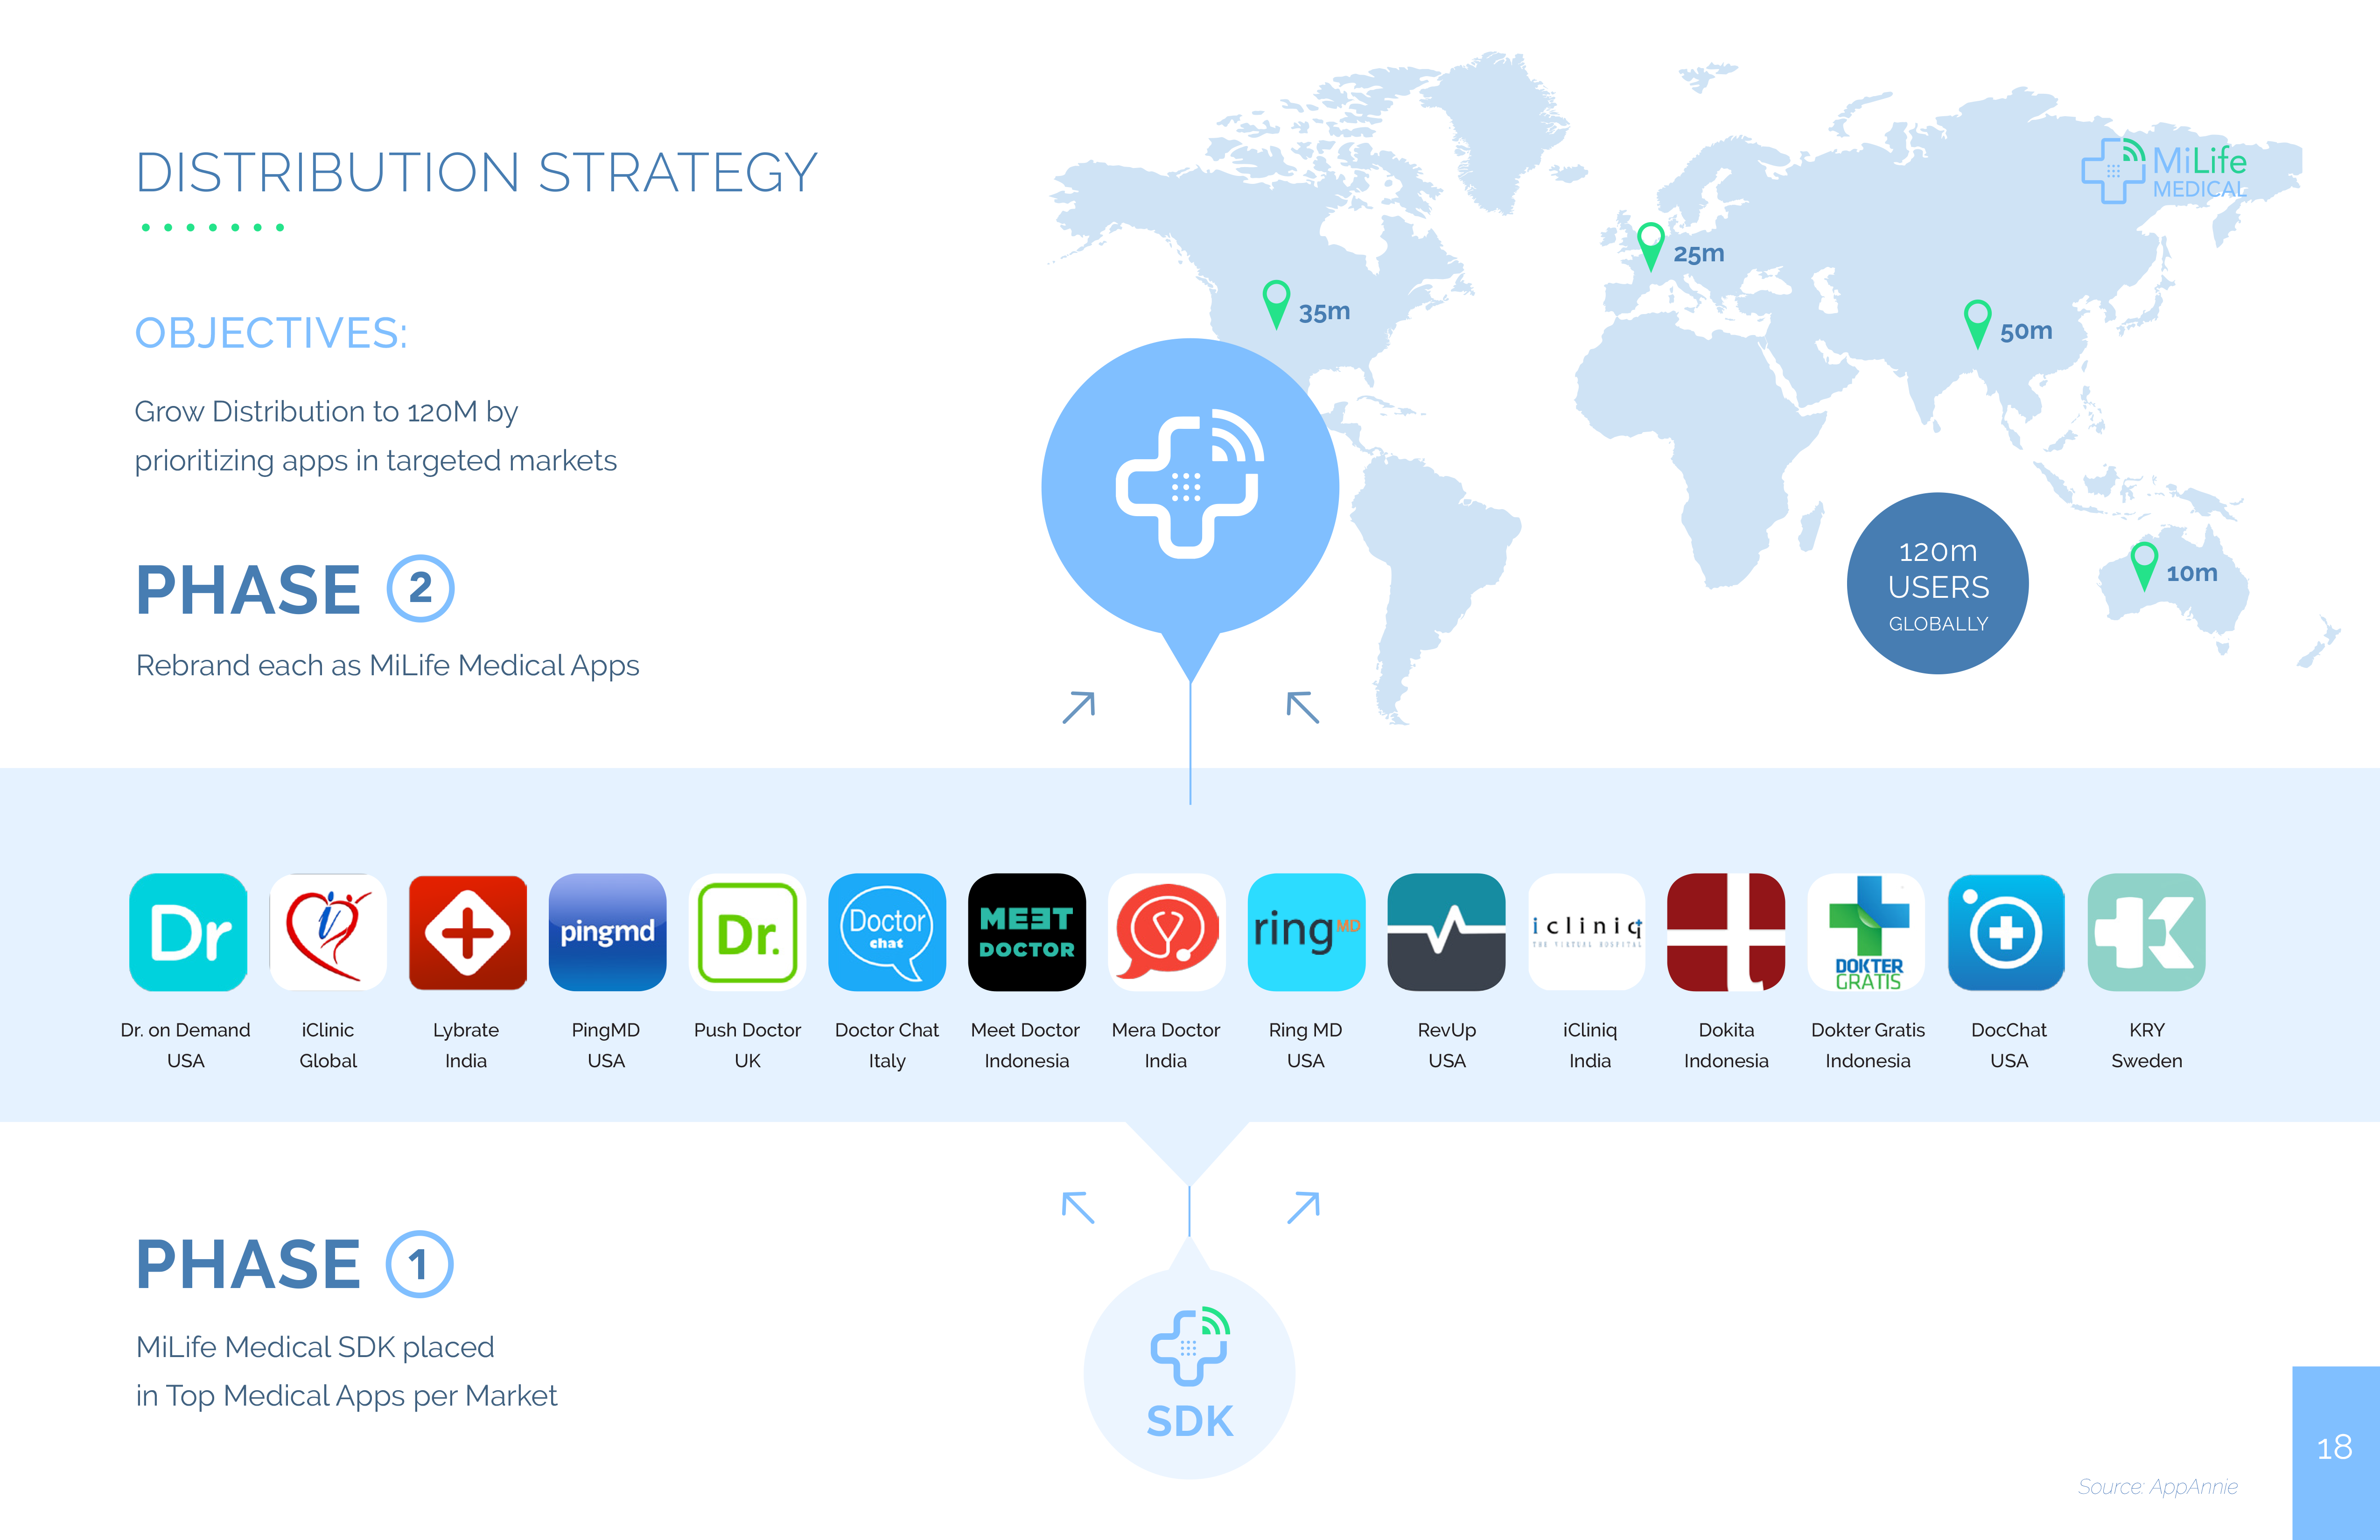 DISTRIBUTION STRATEGY
OBJECTIVES:
Grow Distribution to 120M by
prioritizing apps in targeted markets
PHASE 2
Rebrand each as MiLife Medical Apps
MiLife
MEDICAL
25m
35m
50m
10m
120m
USERS
GLOBALLY
Dr
i
pingmd
Dr.
Doctor
chat
MEET
DOCTOR
ring MD
icliniq
THE VIRTUAL HOSPITAL
DOKTER
GRATIS
K
Dr. on Demand
USA
iClinic
Global
Lybrate
India
PingMD
USA
Push Doctor
UK
Doctor Chat
Italy
Meet Doctor
Indonesia
Mera Doctor
India
Ring MD
USA
RevUp
USA
iCliniq
India
Dokita
Indonesia
Dokter Gratis
Indonesia
DocChat
USA
KRY
Sweden
PHASE 1
MiLife Medical SDK placed
in Top Medical Apps per Market
SDK
18
Source: AppAnnie